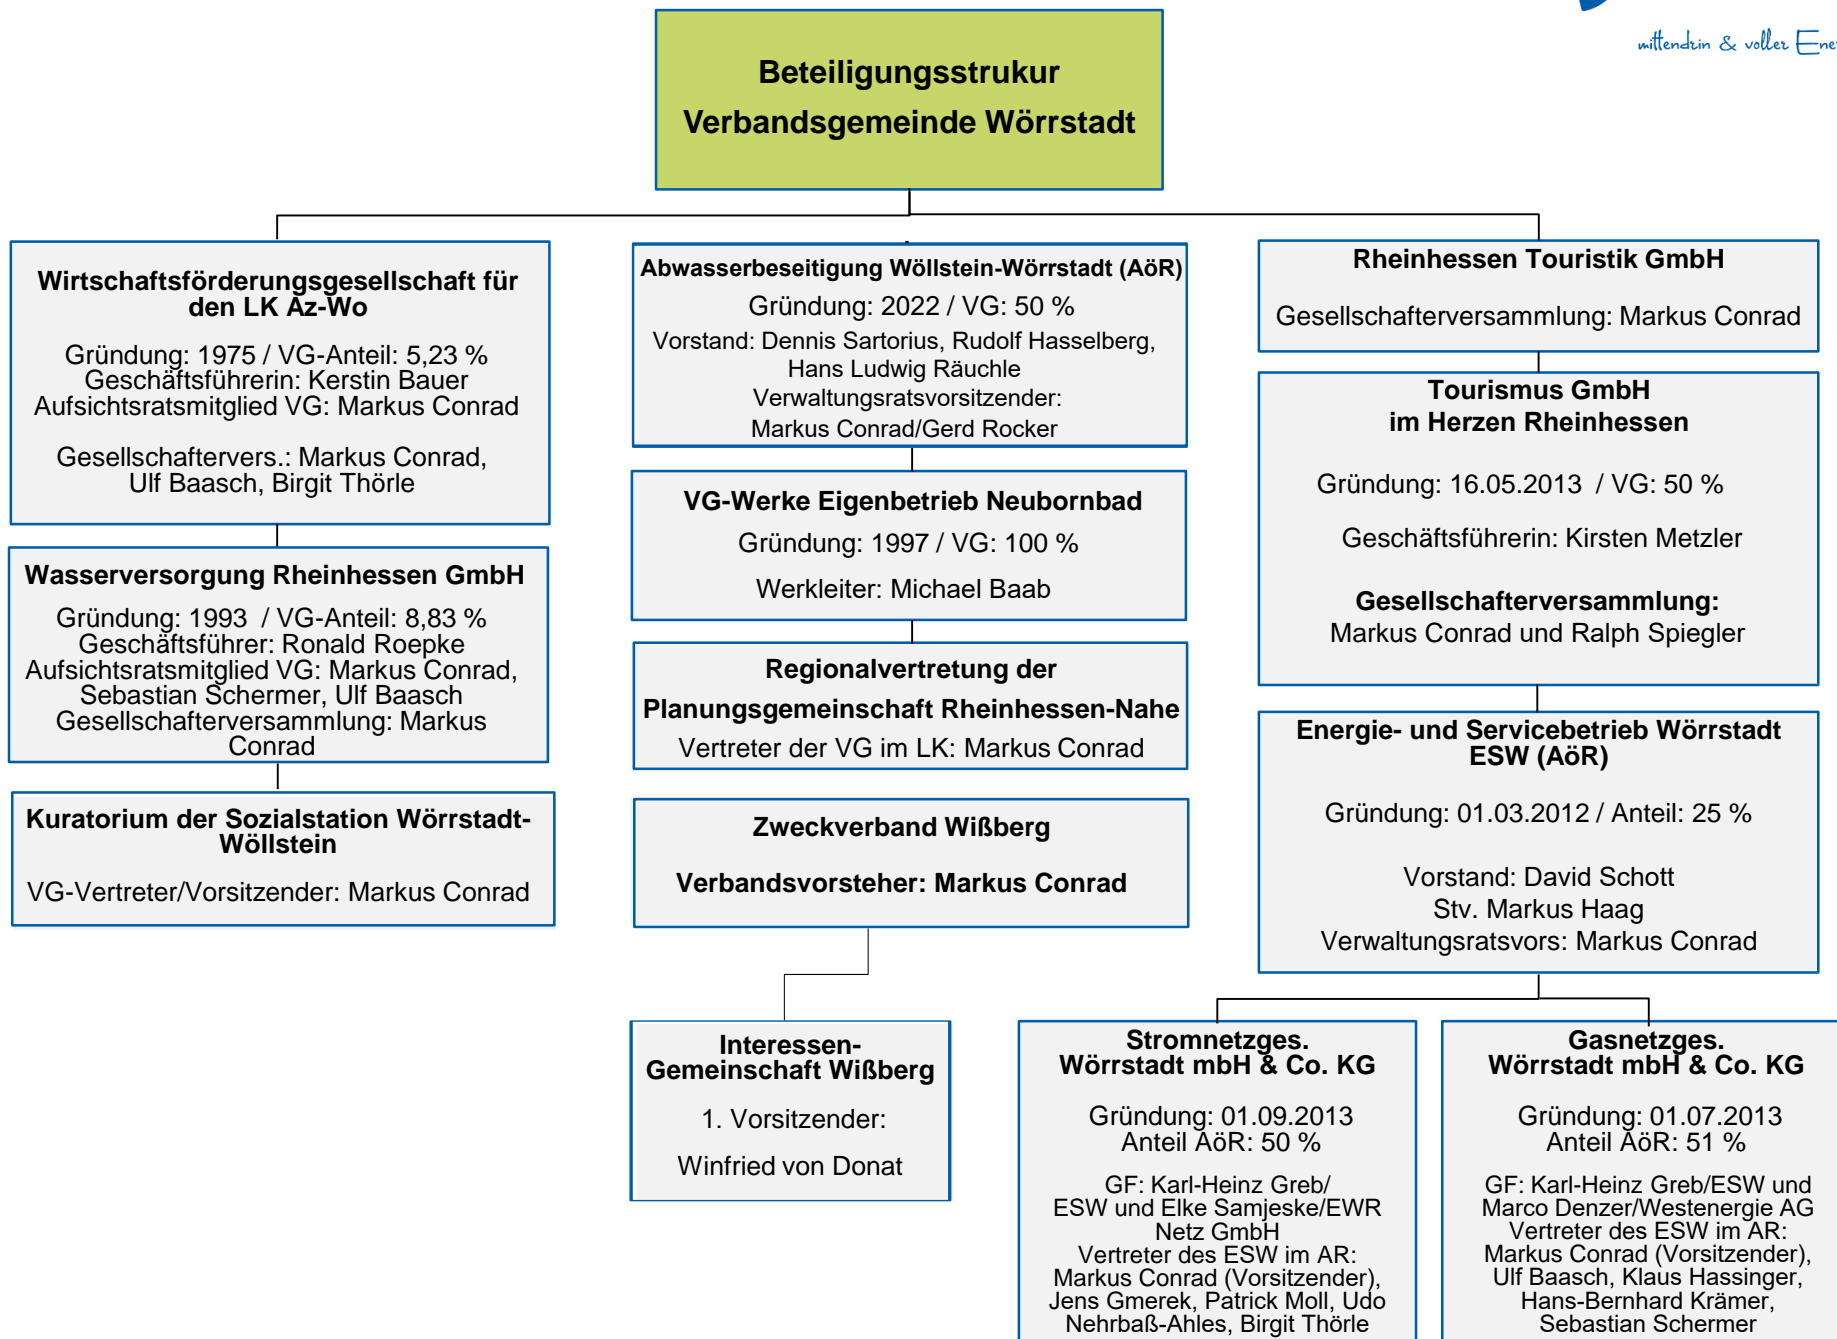 mittendrin & voller
Beteiligungsstrukur
Verbandsgemeinde Wörrstadt
Wirtschaftsförderungsgesellschaft für
den LK Az-Wo
Gründung: 1975 / VG-Anteil: 5,23 %
Geschäftsführerin: Kerstin Bauer
Aufsichtsratsmitglied VG: Markus Conrad
Gesellschaftervers.: Markus Conrad,
Ulf Baasch, Birgit Thörle
Wasserversorgung Rheinhessen GmbH
Gründung: 1993 / VG-Anteil: 8,83 %
Geschäftsführer: Ronald Roepke
Aufsichtsratsmitglied VG: Markus Conrad,
Sebastian Schermer, Ulf Baasch
Gesellschafterversammlung: Markus
Conrad
Kuratorium der Sozialstation Wörrstadt-
Wöllstein
VG-Vertreter/Vorsitzender: Markus Conrad
Abwasserbeseitigung Wöllstein-Wörrstadt (AöR)
Gründung: 2022 / VG: 50 %
Vorstand: Dennis Sartorius, Rudolf Hasselberg,
Hans Ludwig Räuchle
Verwaltungsratsvorsitzender:
Markus Conrad/Gerd Rocker
VG-Werke Eigenbetrieb Neubornbad
Gründung: 1997 / VG: 100 %
Werkleiter: Michael Baab
Regionalvertretung der
Planungsgemeinschaft Rheinhessen-Nahe
Vertreter der VG im LK: Markus Conrad
Zweckverband Wißberg
Verbandsvorsteher: Markus Conrad
Interessen-
Gemeinschaft Wißberg
1. Vorsitzender:
Winfried von Donat
Rheinhessen Touristik GmbH
Gesellschafterversammlung: Markus Conrad
Tourismus GmbH
im Herzen Rheinhessen
Gründung: 16.05.2013 / VG: 50 %
Geschäftsführerin: Kirsten Metzler
Gesellschafterversammlung:
Markus Conrad und Ralph Spiegler
Energie- und Servicebetrieb Wörrstadt
ESW (AöR)
Gründung: 01.03.2012 / Anteil: 25 %
Vorstand: David Schott
Stv. Markus Haag
Verwaltungsratsvors: Markus Conrad
Stromnetzges.
Wörrstadt mbH & Co. KG
Gründung: 01.09.2013
Anteil AöR: 50 %
GF: Karl-Heinz Greb/
ESW und Elke Samjeske/EWR
Netz GmbH
Vertreter des ESW im AR:
Markus Conrad (Vorsitzender),
Jens Gmerek, Patrick Moll, Udo
Nehrbaß-Ahles, Birgit Thörle
Gasnetzges.
Wörrstadt mbH & Co. KG
Gründung: 01.07.2013
Anteil AöR: 51 %
GF: Karl-Heinz Greb/ESW und
Marco Denzer/Westenergie AG
Vertreter des ESW im AR:
Markus Conrad (Vorsitzender),
Ulf Baasch, Klaus Hassinger,
Hans-Bernhard Krämer,
Sebastian Schermer